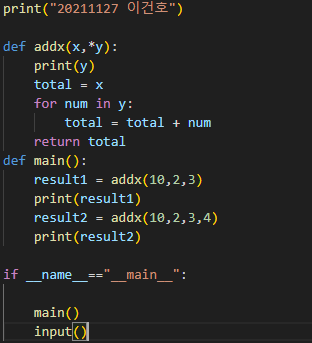 print("20211127 이건호")
def addx(x,*y):
    print(y)
    total = x
    for num in y:
        total = total + num
    return total
def main():
    result1 = addx(10,2,3)
    print(result1)
    result2 = addx(10,2,3,4)
    print(result2)
if __name__=="__main__":
    main()
    input()